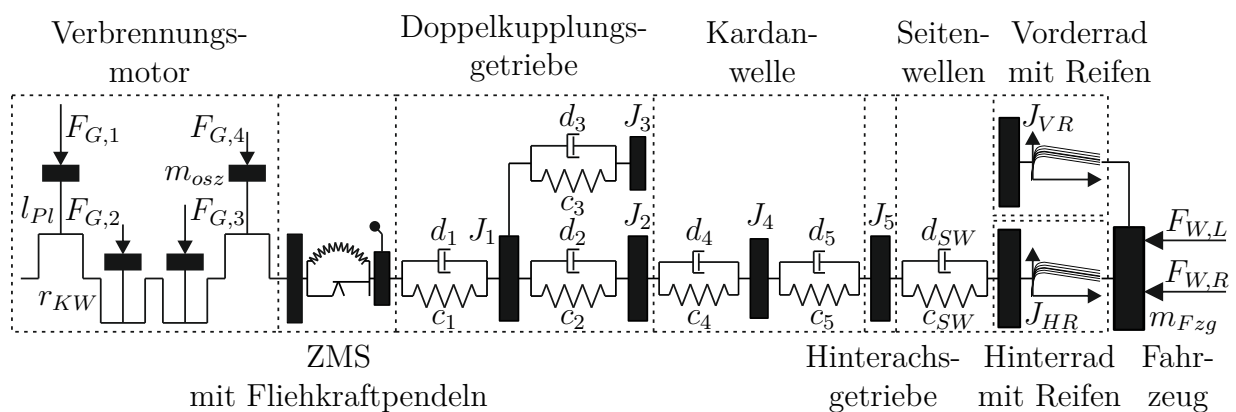 Verbrennungs-
motor
Doppelkupplungs-
getriebe
Kardan-
welle
Seiten-
wellen
Vorderrad
mit Reifen
F_{G,1}
F_{G,4}
m_{osz}
l_{Pl}
F_{G,2}
F_{G,3}
r_{KW}
d_3
J_3
c_3
d_1
J_1
d_2
J_2
d_4
J_4
d_5
J_5
d_{SW}
J_{VR}
F_{W,L}
F_{W,R}
c_1
c_2
c_4
c_5
c_{SW}
J_{HR}
m_{Fzg}
ZMS
mit Fliehkraftpendeln
Hinterachs-
getriebe
Hinterrad
mit Reifen
Fahr-
zeug